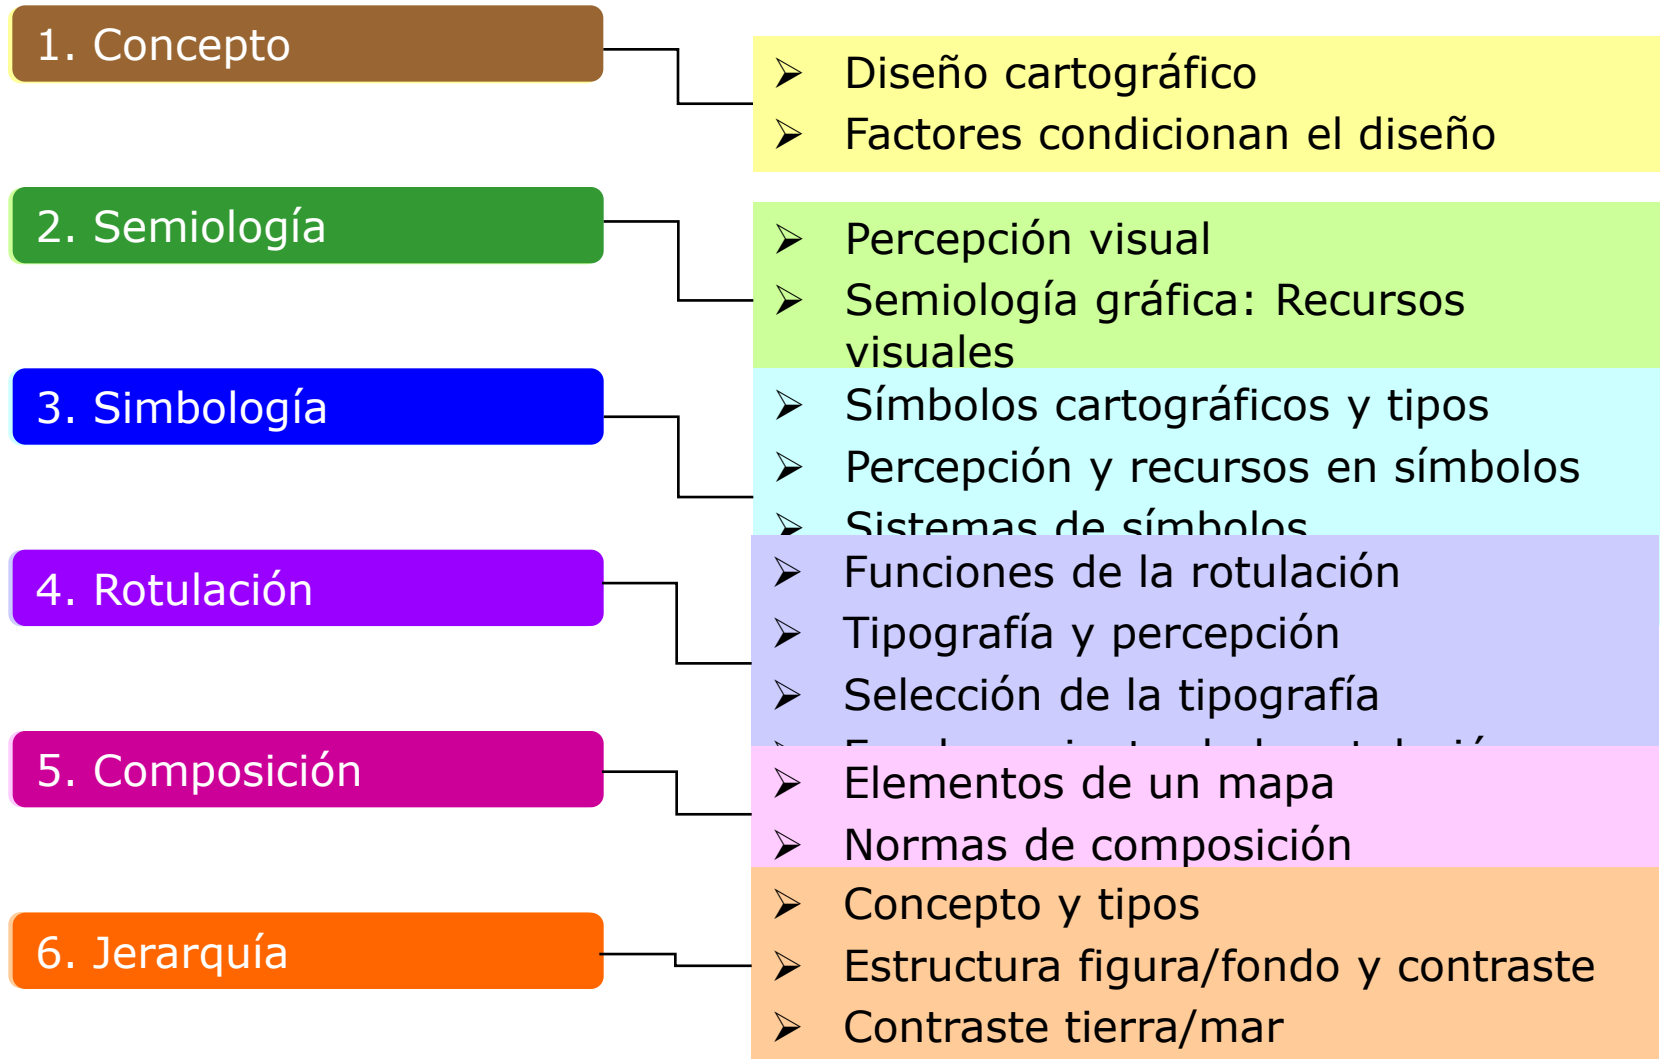 1. Concepto
➢ Diseño cartográfico
➢ Factores condicionan el diseño
2. Semiología
➢ Percepción visual
➢ Semiología gráfica: Recursos
visuales
3. Simbología
➢ Símbolos cartográficos y tipos
➢ Percepción y recursos en símbolos
➢ Sistemas de símbolos
4. Rotulación
➢ Funciones de la rotulación
➢ Tipografía y percepción
➢ Selección de la tipografía
5. Composición
➢ Elementos de un mapa
➢ Normas de composición
6. Jerarquía
➢ Concepto y tipos
➢ Estructura figura/fondo y contraste
➢ Contraste tierra/mar